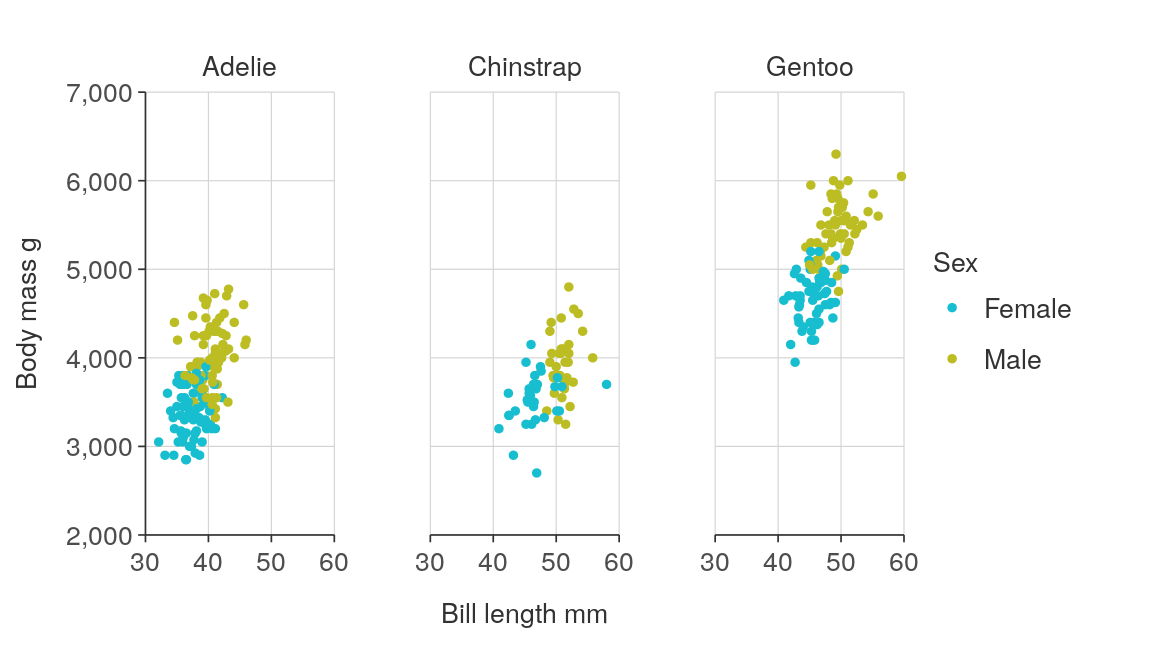 Adelie
Chinstrap
Gentoo
7,000
6,000
5,000
4,000
3,000
2,000
Body mass g
30 40 50 60
30 40 50 60
30 40 50 60
Bill length mm
Sex
Female
Male